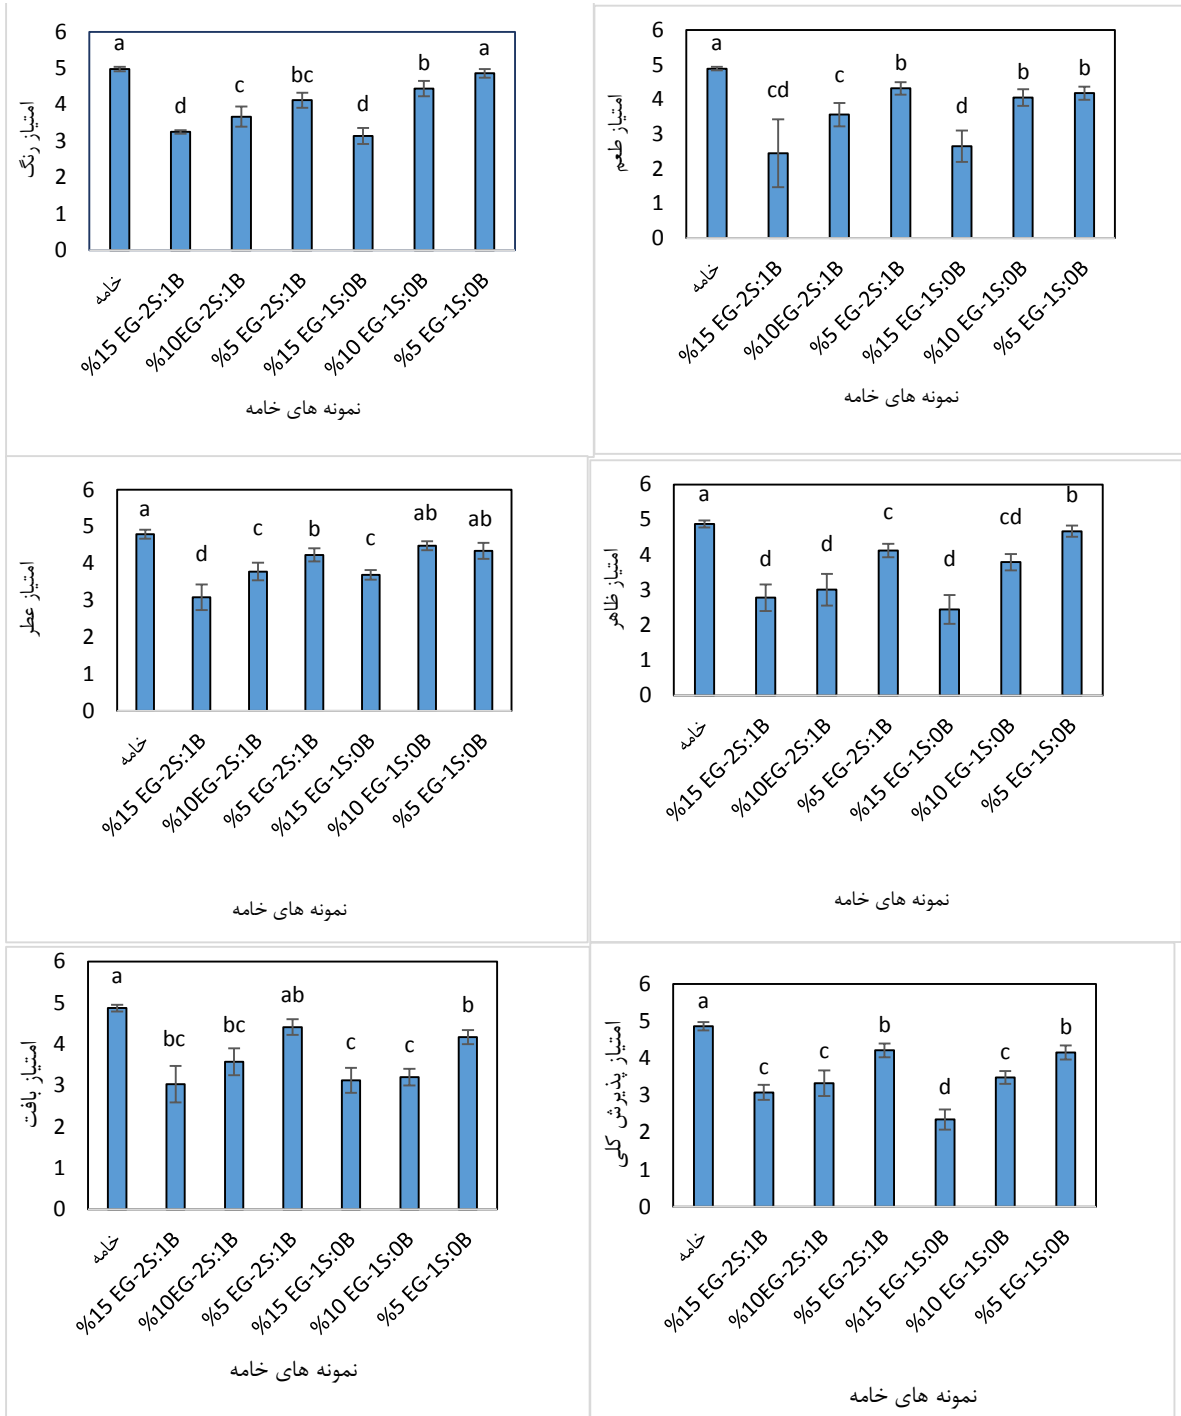 امتیاز رنگ
6
5
4
3
2
1
0
a
d
c
bc
d
b
a
خامه
%15 EG-2S:1B
%10EG-2S:1B
%5 EG-2S:1B
%15 EG-1S:0B
%10 EG-1S:0B
%5 EG-1S:0B
نمونه های خامه
امتیاز طعم
6
5
4
3
2
1
0
a
cd
c
b
d
b
b
خامه
%15 EG-2S:1B
%10EG-2S:1B
%5 EG-2S:1B
%15 EG-1S:0B
%10 EG-1S:0B
%5 EG-1S:0B
نمونه های خامه
امتیاز عطر
6
5
4
3
2
1
0
a
d
c
b
c
ab
ab
خامه
%15 EG-2S:1B
%10EG-2S:1B
%5 EG-2S:1B
%15 EG-1S:0B
%10 EG-1S:0B
%5 EG-1S:0B
نمونه های خامه
امتیاز ظاهر
6
5
4
3
2
1
0
a
d
d
c
d
cd
b
خامه
%15 EG-2S:1B
%10EG-2S:1B
%5 EG-2S:1B
%15 EG-1S:0B
%10 EG-1S:0B
%5 EG-1S:0B
نمونه های خامه
امتیاز بافت
6
5
4
3
2
1
0
a
bc
bc
ab
c
c
b
خامه
%15 EG-2S:1B
%10EG-2S:1B
%5 EG-2S:1B
%15 EG-1S:0B
%10 EG-1S:0B
%5 EG-1S:0B
نمونه های خامه
امتیاز پذیرش کلی
6
5
4
3
2
1
0
a
c
c
b
d
c
b
خامه
%15 EG-2S:1B
%10EG-2S:1B
%5 EG-2S:1B
%15 EG-1S:0B
%10 EG-1S:0B
%5 EG-1S:0B
نمونه های خامه